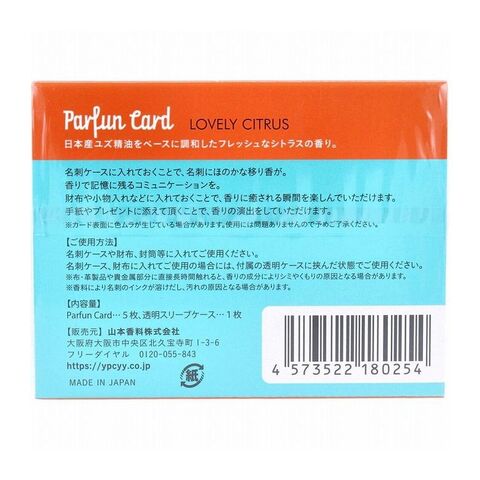 Parfun Card LOVELY CITRUS
日本産ユズ精油をベースに調和したフレッシュなシトラスの香り。
名刺ケースに入れておくことで、名刺にほのかな移り香が。
香りで記憶に残るコミュニケーションを。
財布や小物入れなどに入れておくことで、香りに癒される瞬間を楽しんでいただけます。
手紙やプレゼントに添えて頂くことで、香りの演出をしていただけます。
※カード表面に色ムラが生じている場合があります。使用には問題ありませんので予めご了承ください。
【ご使用方法】
名刺ケースや財布、封筒等に入れてご使用ください。
名刺ケース、財布に入れてご使用の場合には、付属の透明ケースに挟んだ状態でご使用ください。
※布・革製品や貴金属部分に直接長時間触れると、香りの成分によりシミやくもりの原因となる場合があります。
※香料により名刺のインクが溶けだし、汚れの原因となる場合があります。
【内容量】
Parfun Card…5枚、透明スリーブケース…1枚
【販売元】山本香料株式会社
大阪府大阪市中央区北久宝寺町1-3-6
フリーダイヤル 0120-055-843
https://ypcyy.co.jp
MADE IN JAPAN
紙
4 573522 180254